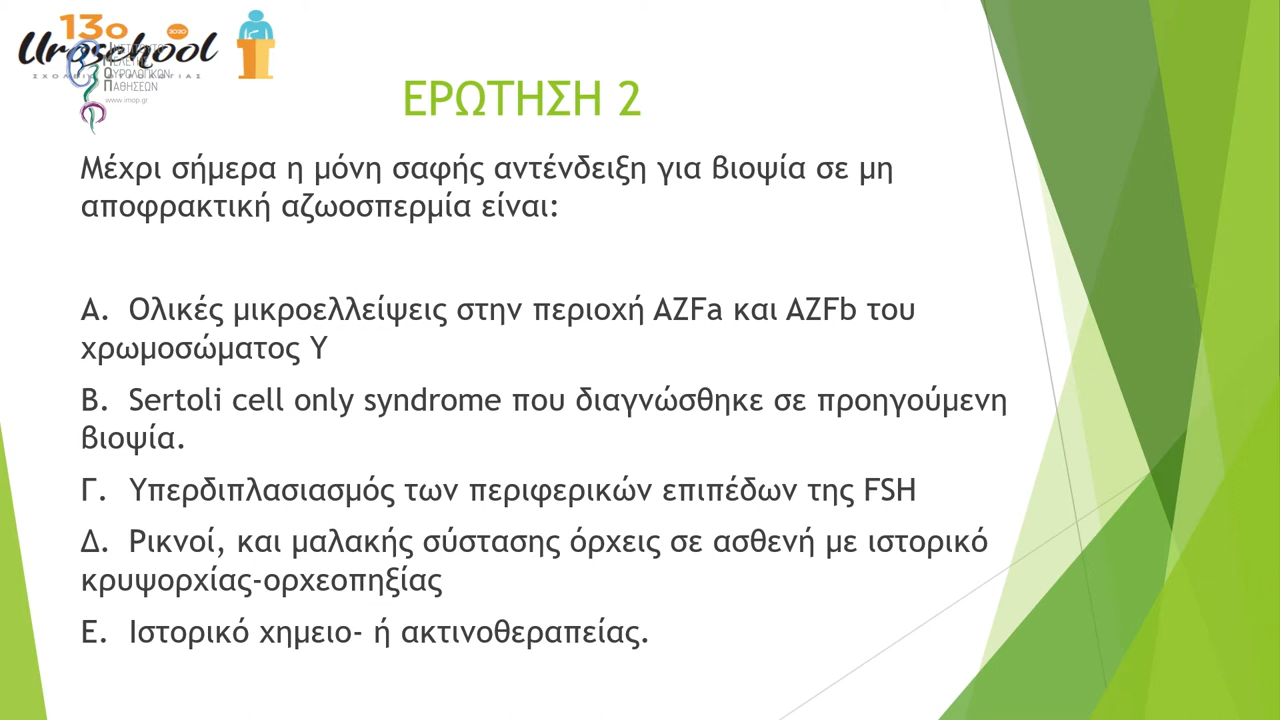 13ο
2020
Uroschool
ΙΝΣΤΙΤΟΥΤΟ
ΜΕΛΕΤΗΣ
ΟΥΡΟΛΟΓΙΚΩΝ
ΠΑΘΗΣΕΩΝ
www.imop.gr
ΕΡΩΤΗΣΗ 2
Μέχρι σήμερα η μόνη σαφής αντένδειξη για βιοψία σε μη
αποφρακτική αζωοσπερμία είναι:
Α. Ολικές μικροελλείψεις στην περιοχή AZFa και AZFb του
χρωμοσώματος Υ
Β. Sertoli cell only syndrome που διαγνώσθηκε σε προηγούμενη
βιοψία.
Γ. Υπερδιπλασιασμός των περιφερικών επιπέδων της FSH
Δ. Ρικνοί, και μαλακής σύστασης όρχεις σε ασθενή με ιστορικό
κρυψορχίας-ορχεοπηξίας
Ε. Ιστορικό χημειο- ή ακτινοθεραπείας.